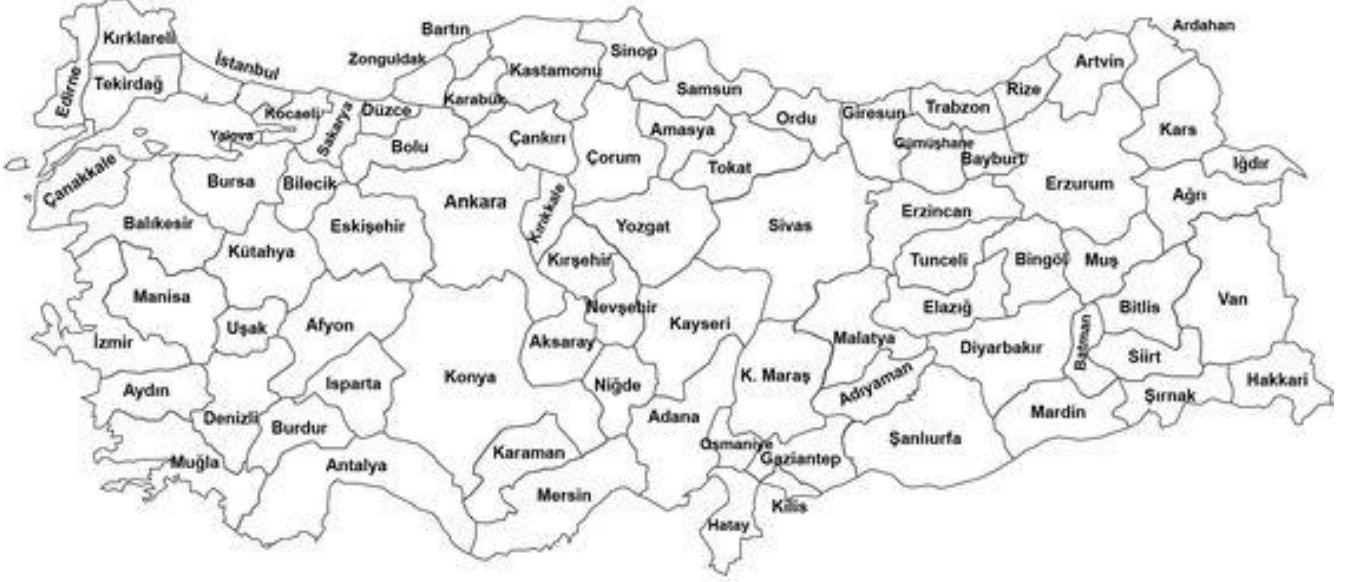 Kırklareli
Edirne
Tekirdağ
İstanbul
Kocaeli
Yalova
Sakarya
Düzce
Bolu
Zonguldak
Bartın
Karabük
Kastamonu
Sinop
Çankırı
Samsun
Amasya
Çorum
Tokat
Ordu
Giresun
Trabzon
Gümüşhane
Bayburt
Rize
Artvin
Ardahan
Kars
Iğdır
Ağrı
Erzurum
Erzincan
Sivas
Yozgat
Kırıkkale
Ankara
Eskişehir
Bilecik
Bursa
Çanakkale
Balıkesir
Kütahya
Manisa
Uşak
Afyon
İzmir
Aydın
Denizli
Isparta
Burdur
Muğla
Antalya
Konya
Karaman
Mersin
Aksaray
Kırşehir
Nevşebir
Niğde
Kayseri
Adana
K. Maraş
Osmaniye
Gaziantep
Kilis
Hatay
Malatya
Adıyaman
Şanlıurfa
Elazığ
Tunceli
Bingöl
Muş
Diyarbakır
Batman
Bitlis
Siirt
Mardin
Şırnak
Van
Hakkari